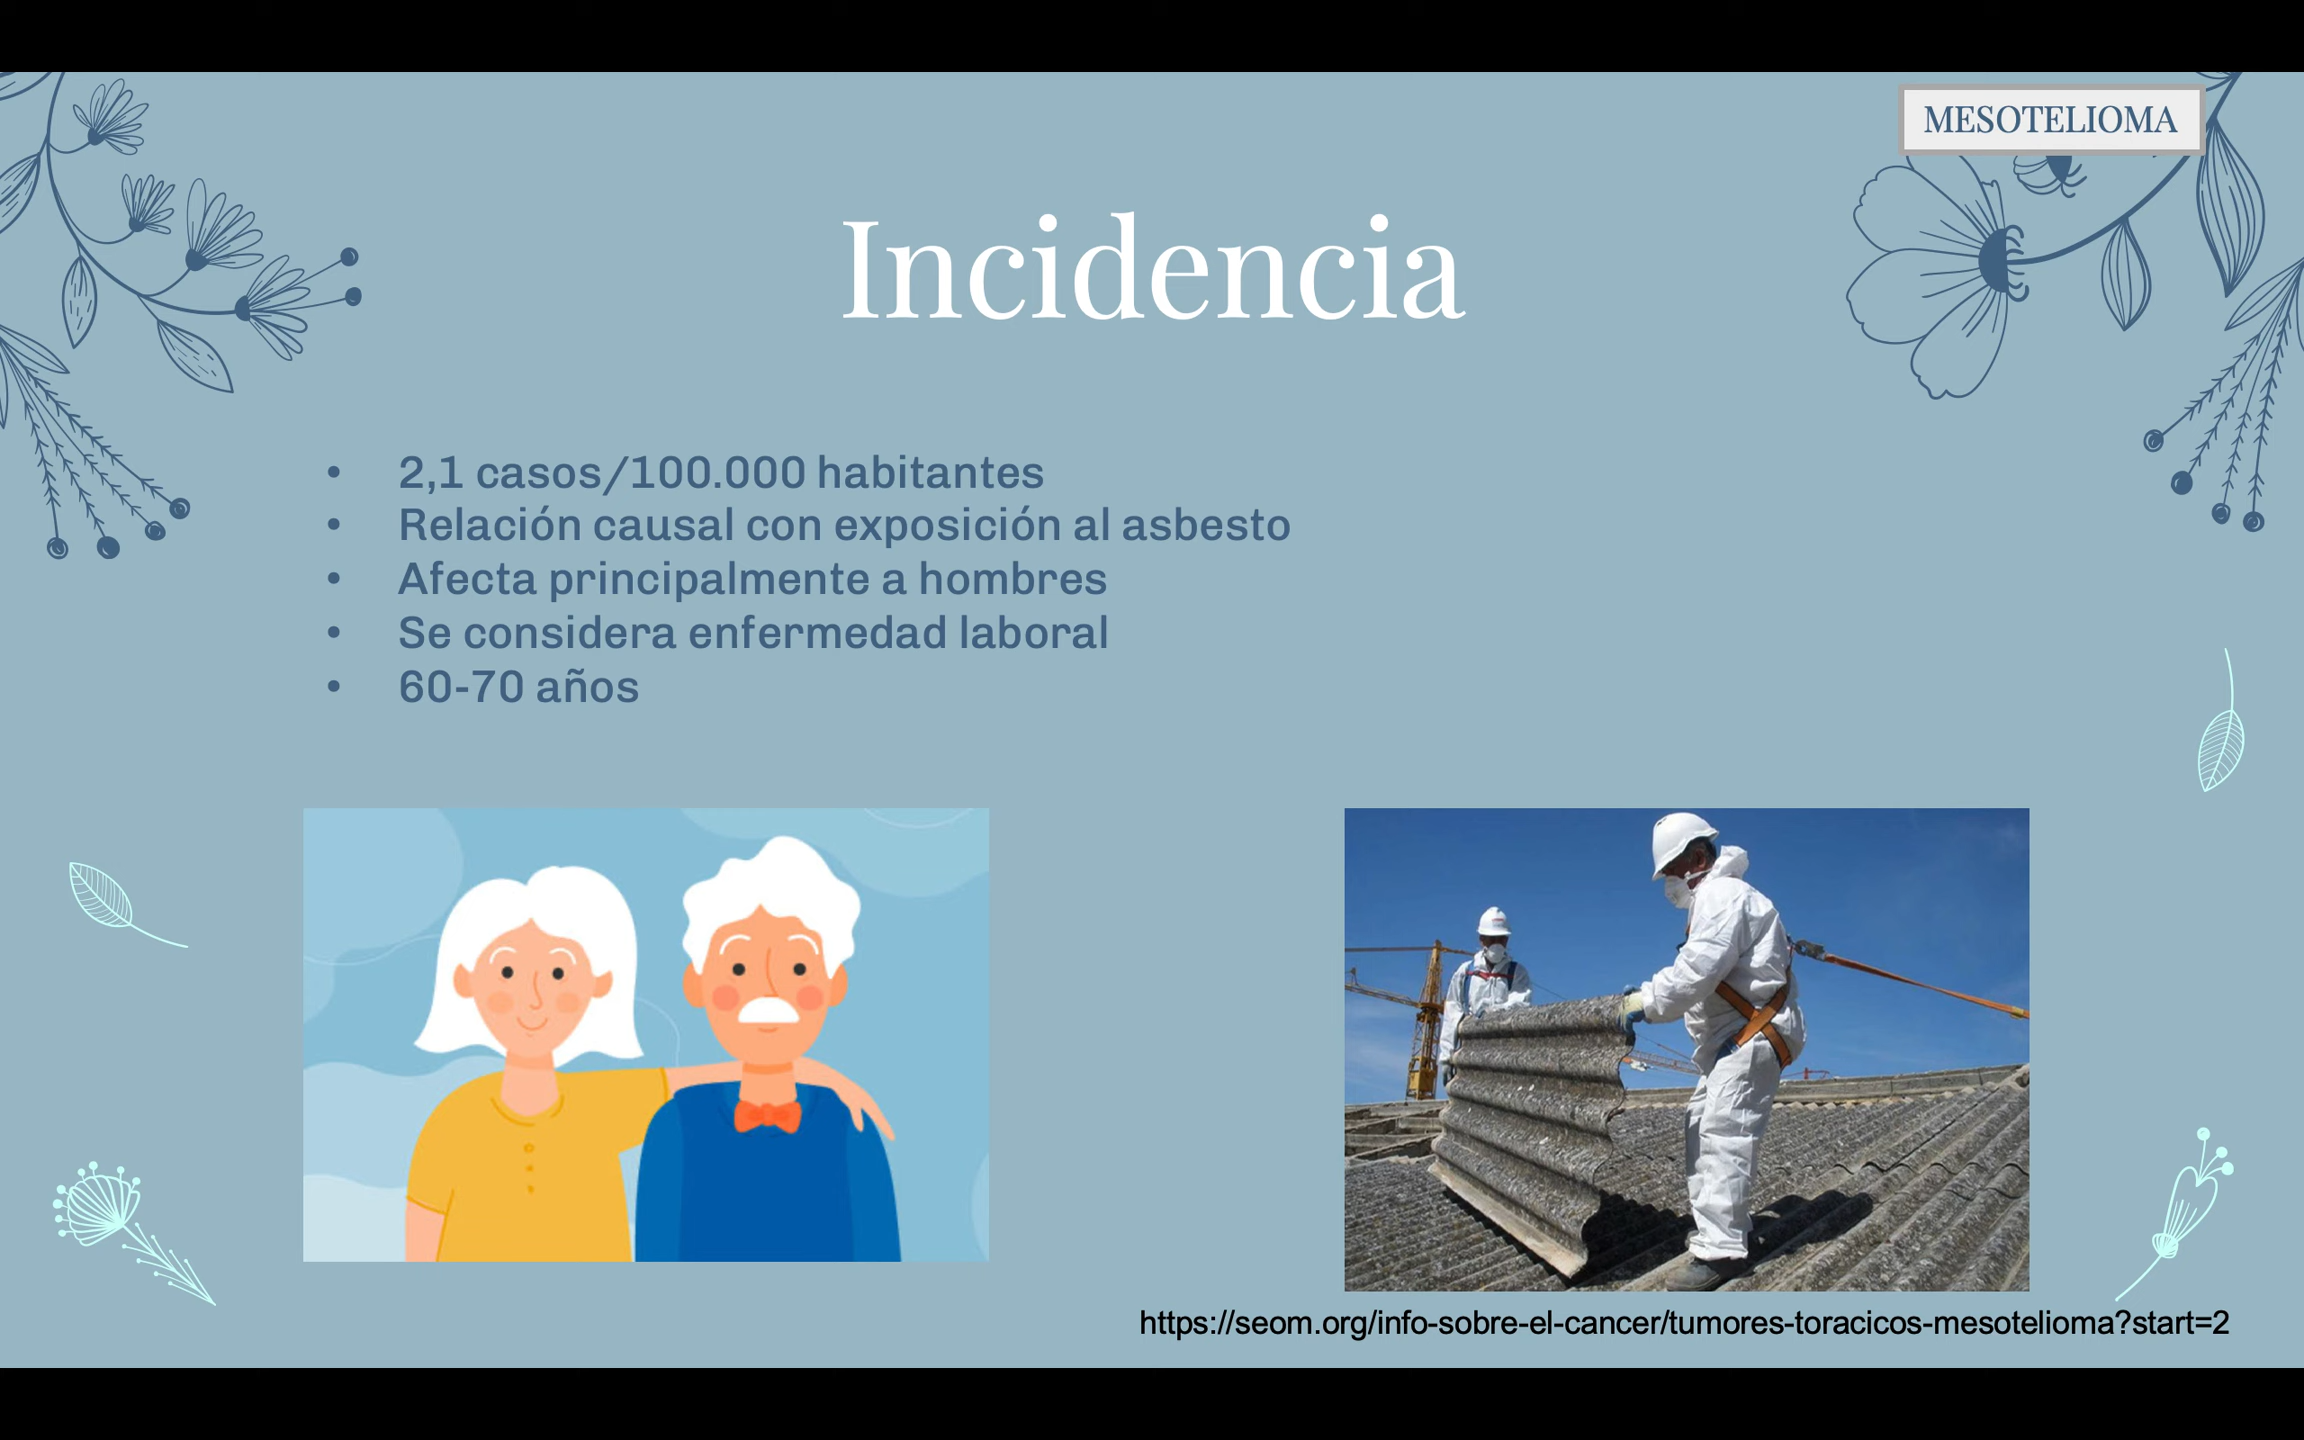 MESOTELIOMA
Incidencia
• 2,1 casos/100.000 habitantes
• Relación causal con exposición al asbesto
• Afecta principalmente a hombres
• Se considera enfermedad laboral
• 60-70 años
https://seom.org/info-sobre-el-cancer/tumores-toracicos-mesotelioma?start=2